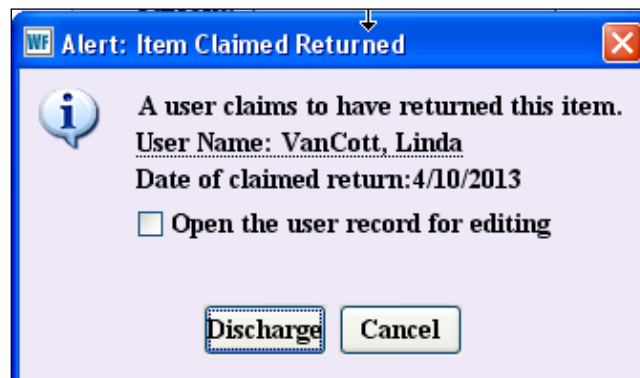 WF Alert: Item Claimed Returned
A user claims to have returned this item.
User Name: VanCott, Linda
Date of claimed return:4/10/2013
Open the user record for editing
Discharge Cancel